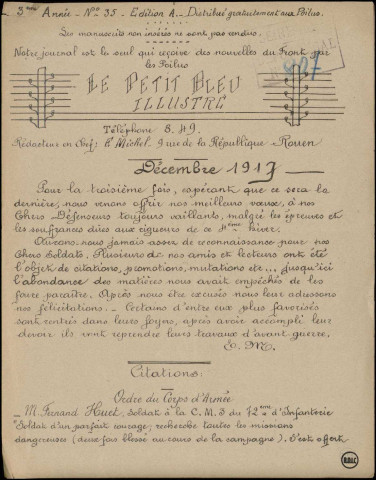 3ème Année - N° 35 - Edition A - Distribué gratuitement aux Poilus
Les manuscrits non insérés ne sont pas rendus.
Notre journal est le seul qui reçoive des nouvelles du Front par
les Poilus
LE PETIT BLEU
ILLUSTRÉ
Téléphone 8.49.
Rédacteur en Chef: E. Michel. 9 rue de la République - Rouen
Décembre 1917
Pour la troisième fois, espérant que ce sera la
dernière, nous venons offrir nos meilleurs vœux, à nos
Chers Défenseurs toujours vaillants, malgré les épreuves et
les souffrances dûes aux rigueurs de ce 4ème hiver.
Aurons-nous jamais assez de reconnaissance pour nos
Chers Soldats. Plusieurs de nos amis et lecteurs ont été
l'objet de citations, promotions, mutations etc... jusqu'ici
l'abondance des matières nous avait empêchés de les
faire paraître. Après nous être excusés nous leur adressons
nos félicitations. - Certains d'entre eux plus favorisés
sont rentrés dans leurs foyers, après avoir accompli leur
devoir ils vont reprendre leurs travaux d'avant-guerre.
E. M.
Citations:
Ordre du Corps d'Armée
M. Fernand Huet, Soldat à la C.M.3 du 72ème d'Infanterie
"Soldat d'un parfait courage; recherche toutes les missions
dangereuses (deux fois blessé au cours de la campagne). S'est offert